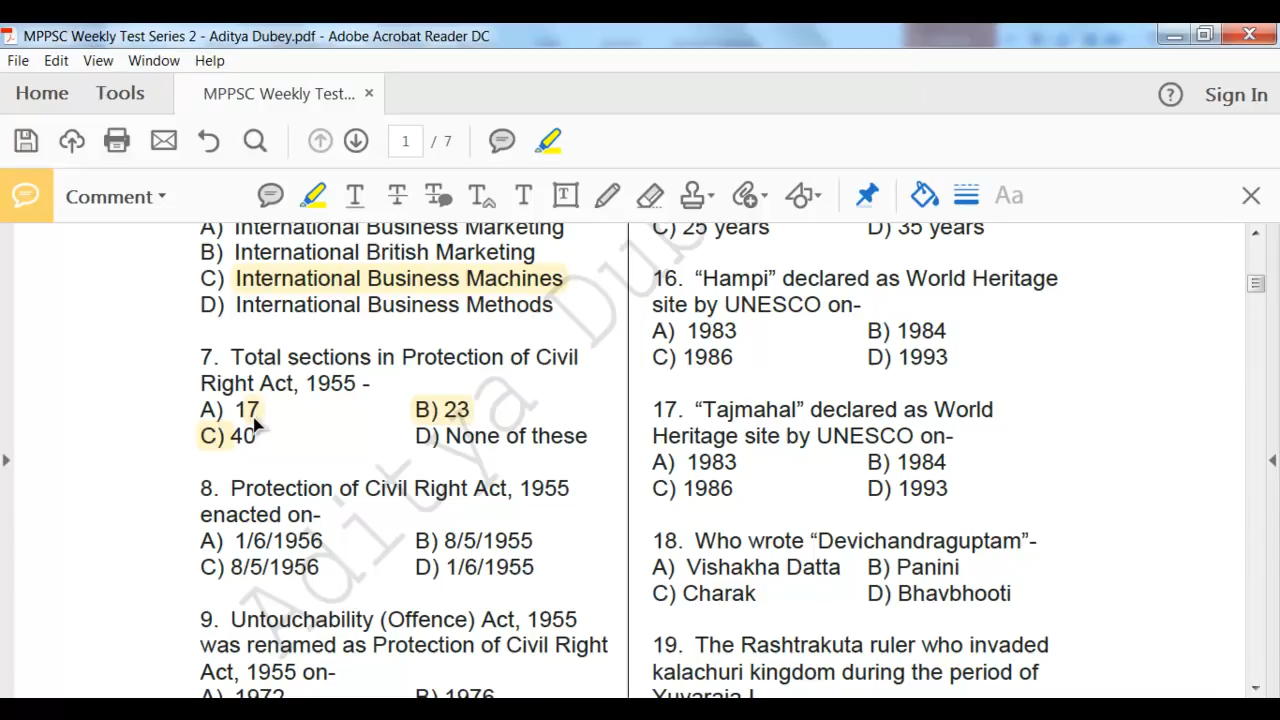 MPPSC Weekly Test Series 2 - Aditya Dubey.pdf - Adobe Acrobat Reader DC
File Edit View Window Help
Home Tools MPPSC Weekly Test... × Sign In
1 / 7
Comment
A) International Business Marketing
B) International British Marketing
C) International Business Machines
D) International Business Methods
7. Total sections in Protection of Civil
Right Act, 1955 -
A) 17 B) 23
C) 40 D) None of these
8. Protection of Civil Right Act, 1955
enacted on-
A) 1/6/1956 B) 8/5/1955
C) 8/5/1956 D) 1/6/1955
9. Untouchability (Offence) Act, 1955
was renamed as Protection of Civil Right
Act, 1955 on-
A) 1972 B) 1976
C) 25 years D) 35 years
16. “Hampi” declared as World Heritage
site by UNESCO on-
A) 1983 B) 1984
C) 1986 D) 1993
17. “Tajmahal” declared as World
Heritage site by UNESCO on-
A) 1983 B) 1984
C) 1986 D) 1993
18. Who wrote “Devichandraguptam”-
A) Vishakha Datta B) Panini
C) Charak D) Bhavbhooti
19. The Rashtrakuta ruler who invaded
kalachuri kingdom during the period of
Yuvaraja I
Aditya Dub